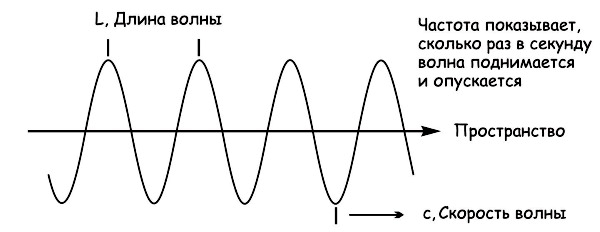 L, Длина волны
Частота показывает,
сколько раз в секунду
волна поднимается
и опускается
Пространство
с, Скорость волны